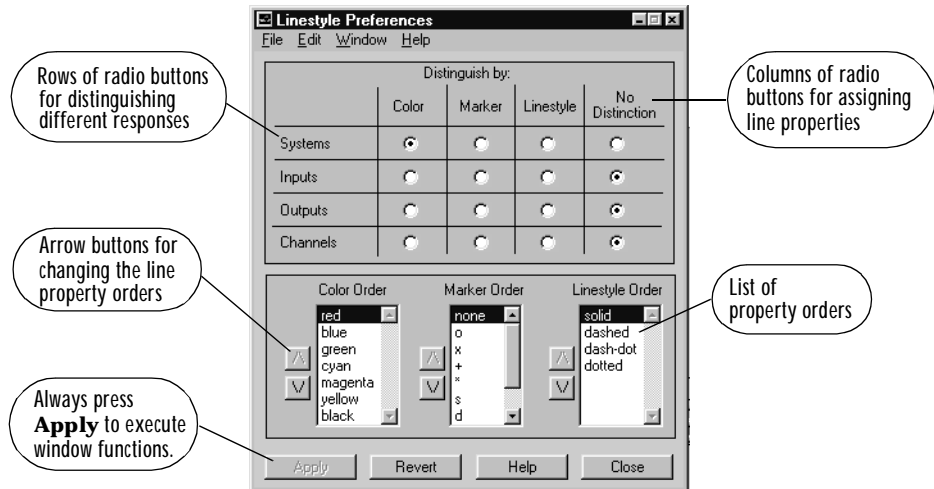 Linestyle Preferences
File Edit Window Help
Rows of radio buttons
for distinguishing
different responses
Distinguish by:
Color Marker Linestyle No
Distinction
Systems
Inputs
Outputs
Channels
Columns of radio
buttons for assigning
line properties
Arrow buttons for
changing the line
property orders
Color Order Marker Order Linestyle Order
red none solid
blue o dashed
green x dash-dot
cyan + dotted
magenta *
yellow s
black d
List of
property orders
Always press
Apply to execute
window functions.
Apply Revert Help Close